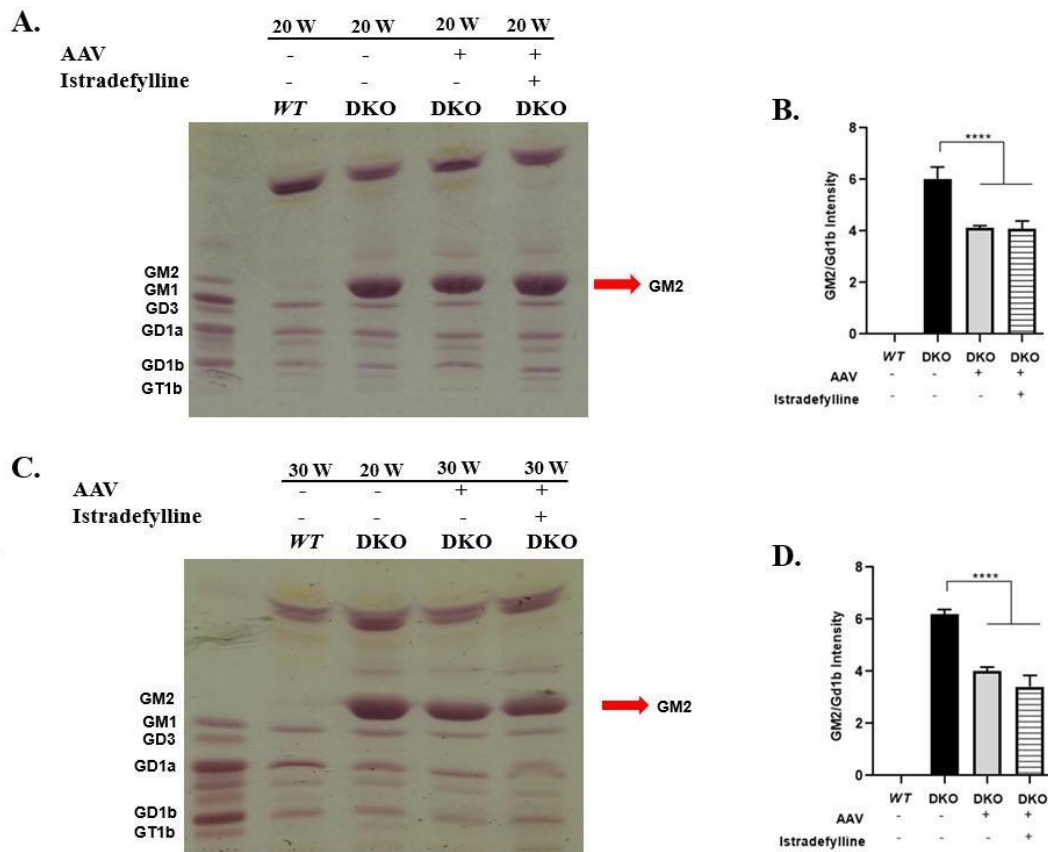 A.
20 W 20 W 20 W 20 W
AAV - - + +
Istradefylline - - - +
WT DKO DKO DKO
GM2
GM1
GD3
GD1a
GD1b
GT1b
GM2
B.
GM2/Gd1b Intensity
8
6
4
2
0
****
WT DKO DKO DKO
AAV - - + +
Istradefylline - - - +
C.
30 W 20 W 30 W 30 W
AAV - - + +
Istradefylline - - - +
WT DKO DKO DKO
GM2
GM1
GD3
GD1a
GD1b
GT1b
GM2
D.
GM2/Gd1b Intensity
8
6
4
2
0
****
WT DKO DKO DKO
AAV - - + +
Istradefylline - - - +